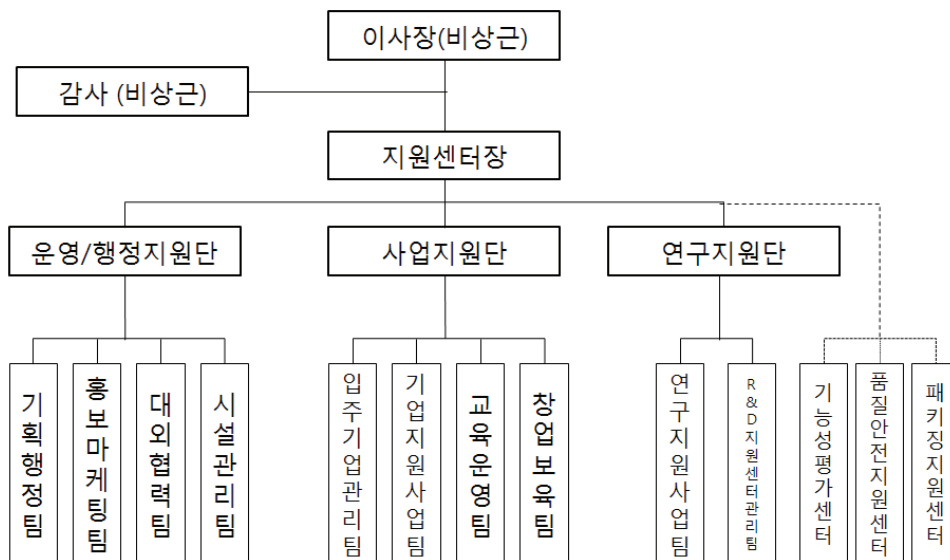 이사장(비상근)
감사 (비상근)
지원센터장
운영/행정지원단
사업지원단
연구지원단
기획행정팀
홍보마케팅팀
대외협력팀
시설관리팀
입주기업관리팀
기업지원사업팀
교육운영팀
창업보육팀
연구지원사업팀
R&D지원센터관리팀
기능성평가센터
품질안전지원센터
패키징지원센터